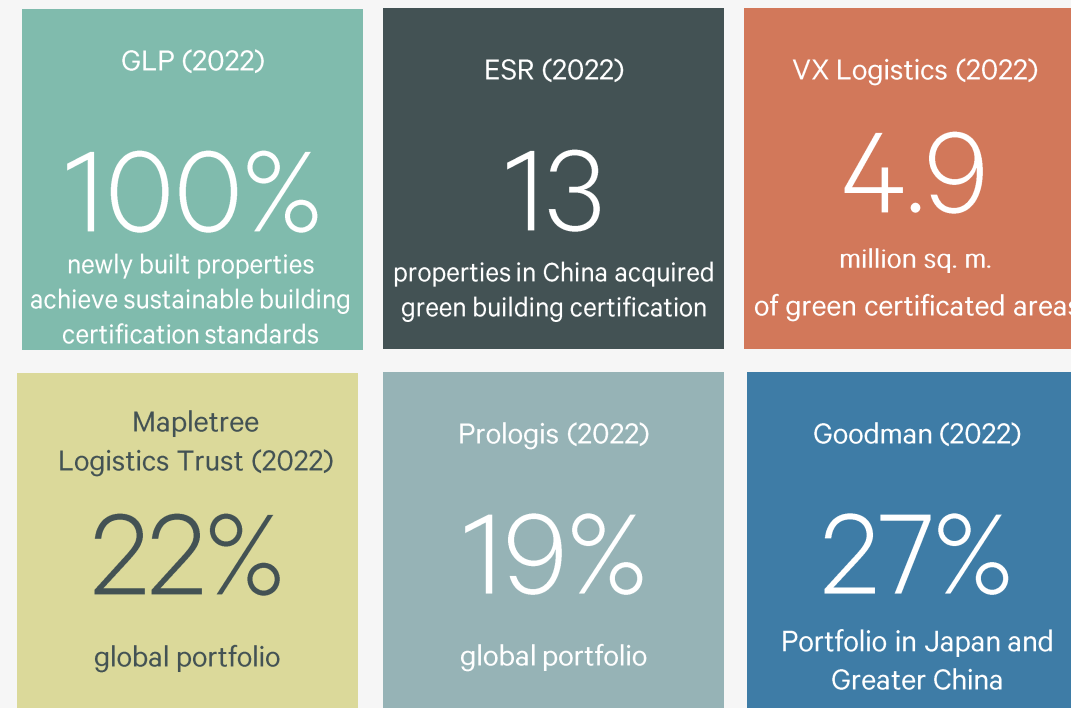 GLP (2022)
100%
newly built properties
achieve sustainable building
certification standards
ESR (2022)
13
properties in China acquired
green building certification
VX Logistics (2022)
4.9
million sq. m.
of green certificated areas
Mapletree
Logistics Trust (2022)
22%
global portfolio
Prologis (2022)
19%
global portfolio
Goodman (2022)
27%
Portfolio in Japan and
Greater China